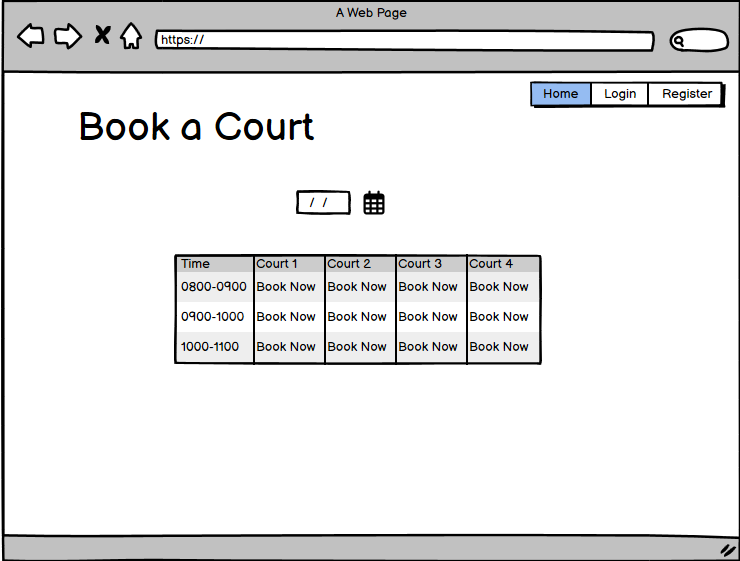 A Web Page
https://
Home Login Register
Book a Court
/ /
Time Court 1 Court 2 Court 3 Court 4
0800-0900 Book Now Book Now Book Now Book Now
0900-1000 Book Now Book Now Book Now Book Now
1000-1100 Book Now Book Now Book Now Book Now